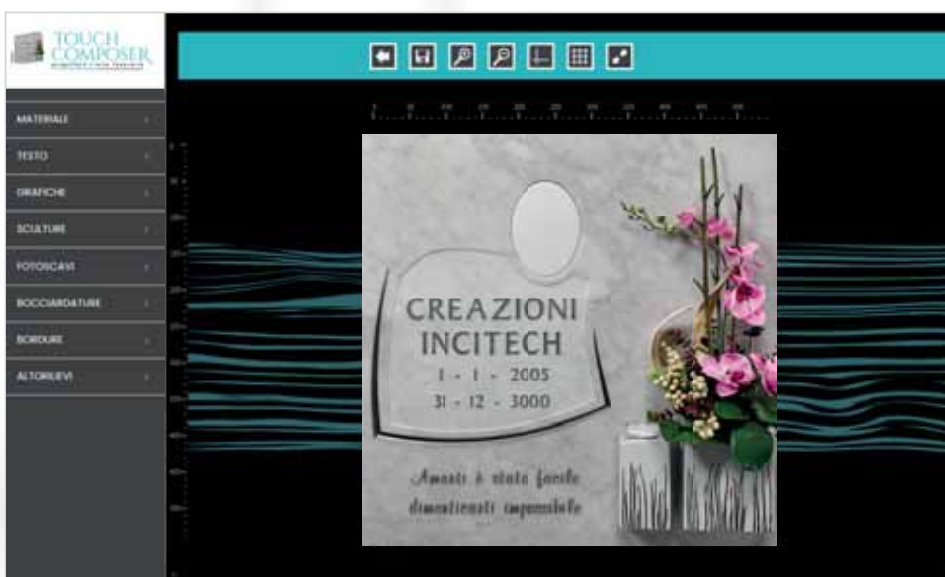 TOUCH
COMPOSER
MATERIALE
TESTO
GRAFICHE
SCULTURE
FOTOSCAVI
BOCCIARDATURE
BORDURE
ALTORILIEVI
CREAZIONI
INCITECH
1 - 1 - 2005
31 - 12 - 3000
Amarti è stato facile
dimenticarti impossibile